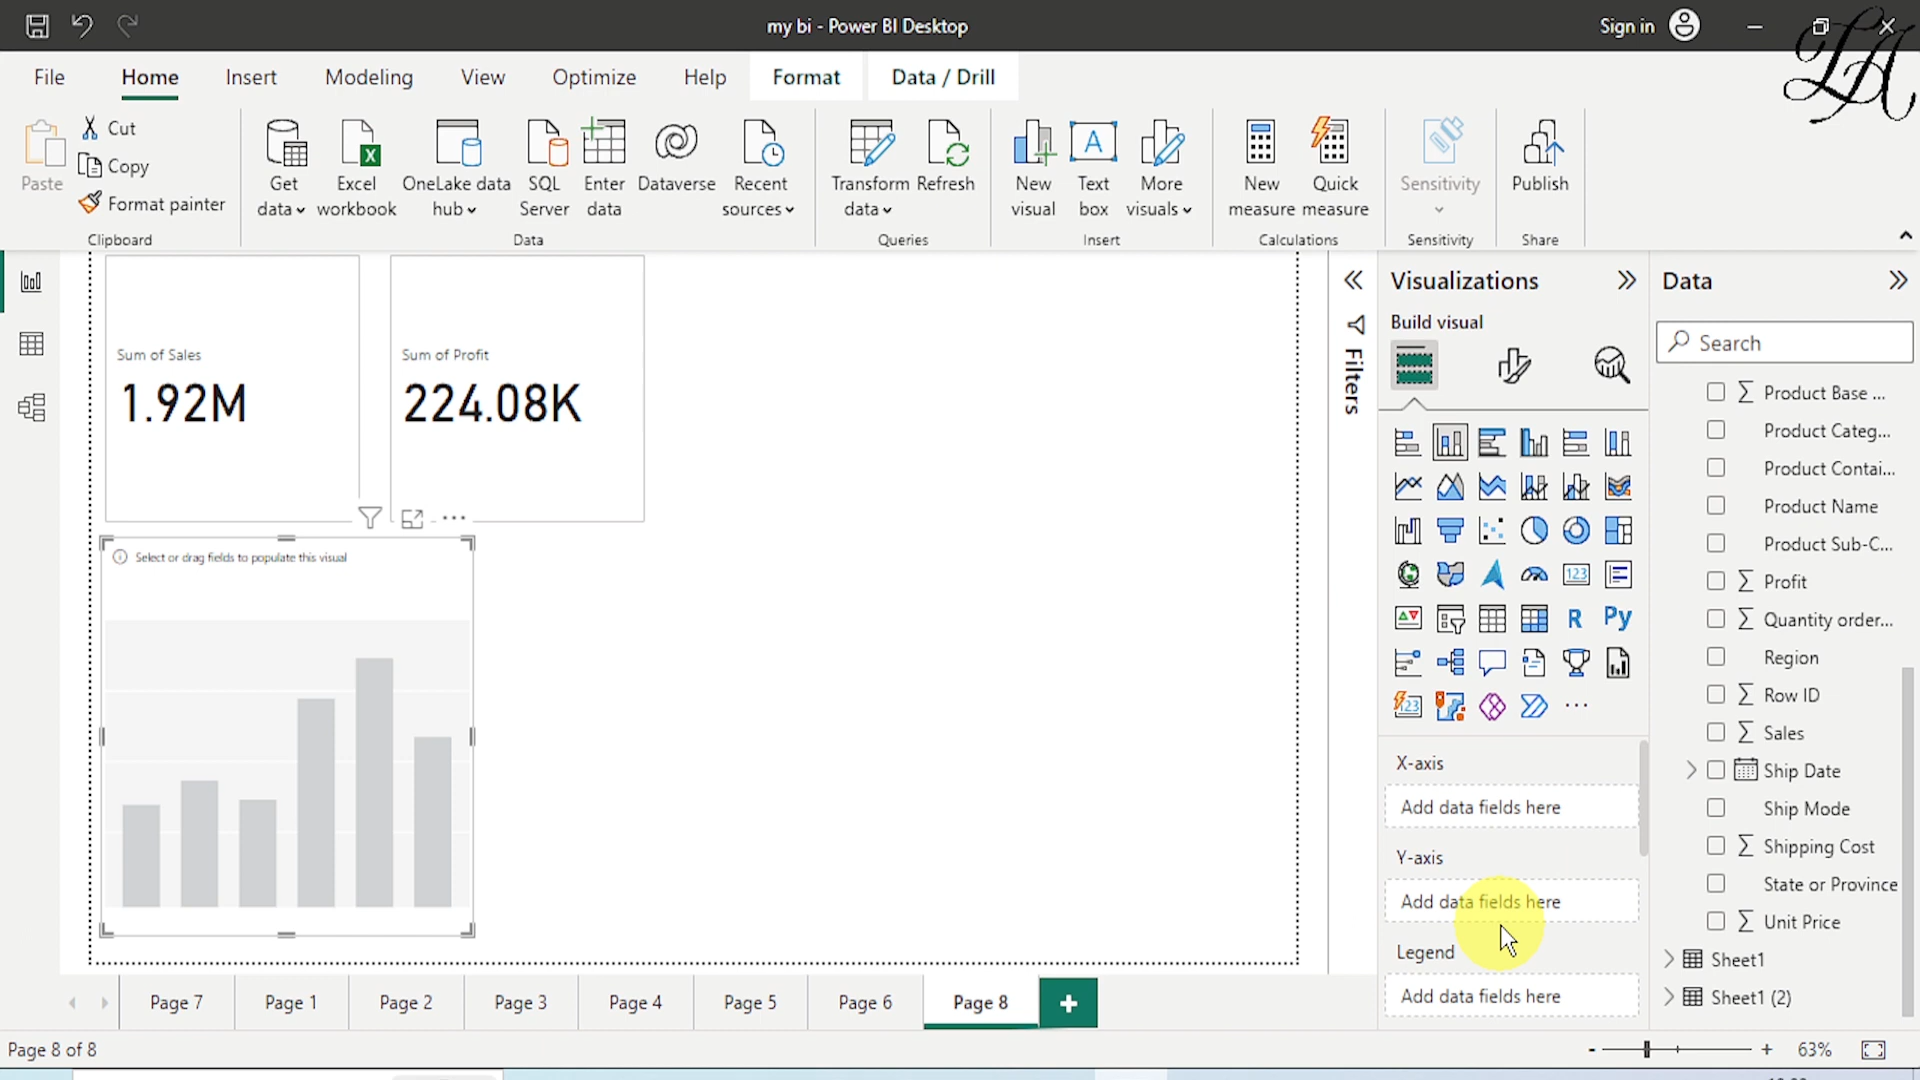 my bi - Power BI Desktop
Sign in
LA
File Home Insert Modeling View Optimize Help Format Data / Drill
Paste
Cut
Copy
Format painter
Clipboard
Get data
Excel workbook
OneLake data hub
SQL Server
Enter data
Dataverse
Recent sources
Data
Transform data
Refresh
Queries
New visual
Text box
More visuals
Insert
New measure
Quick measure
Calculations
Sensitivity
Sensitivity
Publish
Share
Sum of Sales
1.92M
Sum of Profit
224.08K
Select or drag fields to populate this visual
Filters
Visualizations
Build visual
123
R
Py
123
X-axis
Add data fields here
Y-axis
Add data fields here
Legend
Add data fields here
Data
Search
Product Base ...
Product Categ...
Product Contai...
Product Name
Product Sub-C...
Profit
Quantity order...
Region
Row ID
Sales
Ship Date
Ship Mode
Shipping Cost
State or Province
Unit Price
Sheet1
Sheet1 (2)
Page 7 Page 1 Page 2 Page 3 Page 4 Page 5 Page 6 Page 8
Page 8 of 8
63%